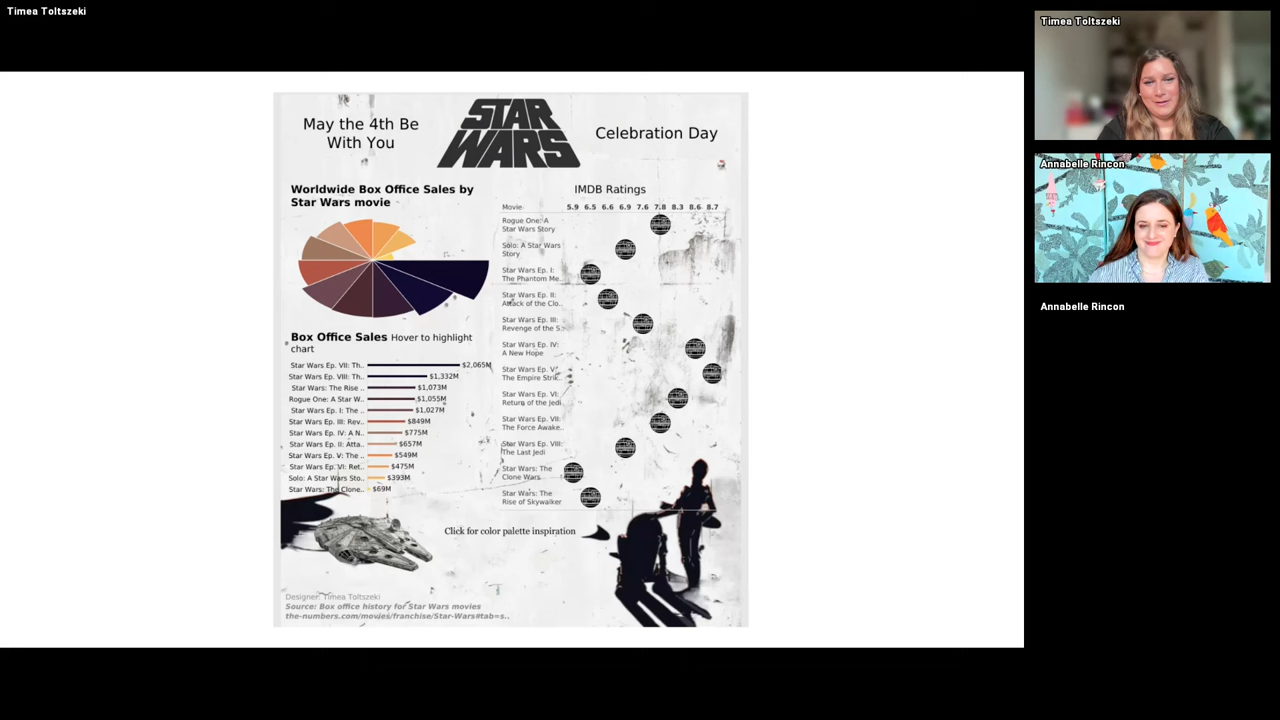 Timea Toltszeki
May the 4th Be
With You
STAR
WARS
Celebration Day
Worldwide Box Office Sales by
Star Wars movie
Box Office Sales Hover to highlight
chart
Star Wars Ep. VII: Th.. $2,065M
Star Wars Ep. VIII: Th.. $1,332M
Star Wars: The Rise .. $1,073M
Rogue One: A Star W.. $1,055M
Star Wars Ep. I: The .. $1,027M
Star Wars Ep. III: Rev.. $849M
Star Wars Ep. IV: A N.. $775M
Star Wars Ep. II: Atta.. $657M
Star Wars Ep. V: The .. $549M
Star Wars Ep. VI: Ret.. $475M
Solo: A Star Wars Sto.. $393M
Star Wars: The Clone.. $69M
IMDB Ratings
Movie 5.9 6.5 6.6 6.9 7.6 7.8 8.3 8.6 8.7
Rogue One: A
Star Wars Story
Solo: A Star Wars
Story
Star Wars Ep. I:
The Phantom Me..
Star Wars Ep. II:
Attack of the Clo..
Star Wars Ep. III:
Revenge of the S..
Star Wars Ep. IV:
A New Hope
Star Wars Ep. V:
The Empire Strik..
Star Wars Ep. VI:
Return of the Jedi
Star Wars Ep. VII:
The Force Awake..
Star Wars Ep. VIII:
The Last Jedi
Star Wars: The
Clone Wars
Star Wars: The
Rise of Skywalker
Click for color palette inspiration
Designer: Timea Toltszeki
Source: Box office history for Star Wars movies
the-numbers.com/movies/franchise/Star-Wars#tab=s..
Timea Toltszeki
Annabelle Rincon
Annabelle Rincon